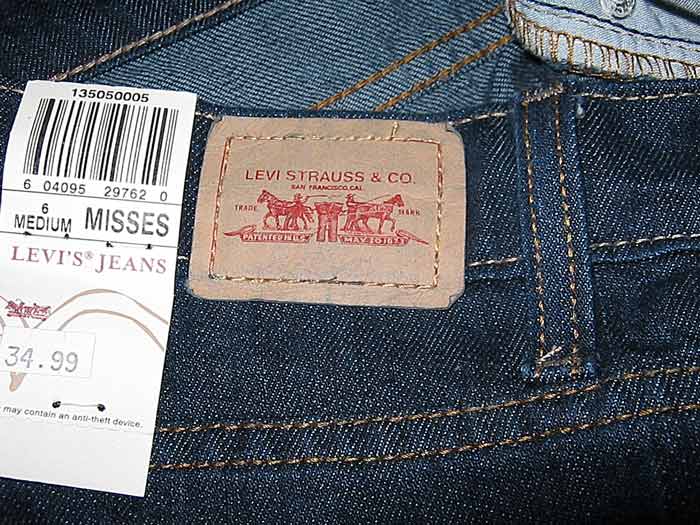 135050005
6 04095 29762 0
6
MEDIUM MISSES
LEVI'S® JEANS
34.99
may contain an anti-theft device.
LEVI STRAUSS & CO.
SAN FRANCISCO, CAL.
TRADE MARK
PATENTED IN U.S. MAY 20 1873